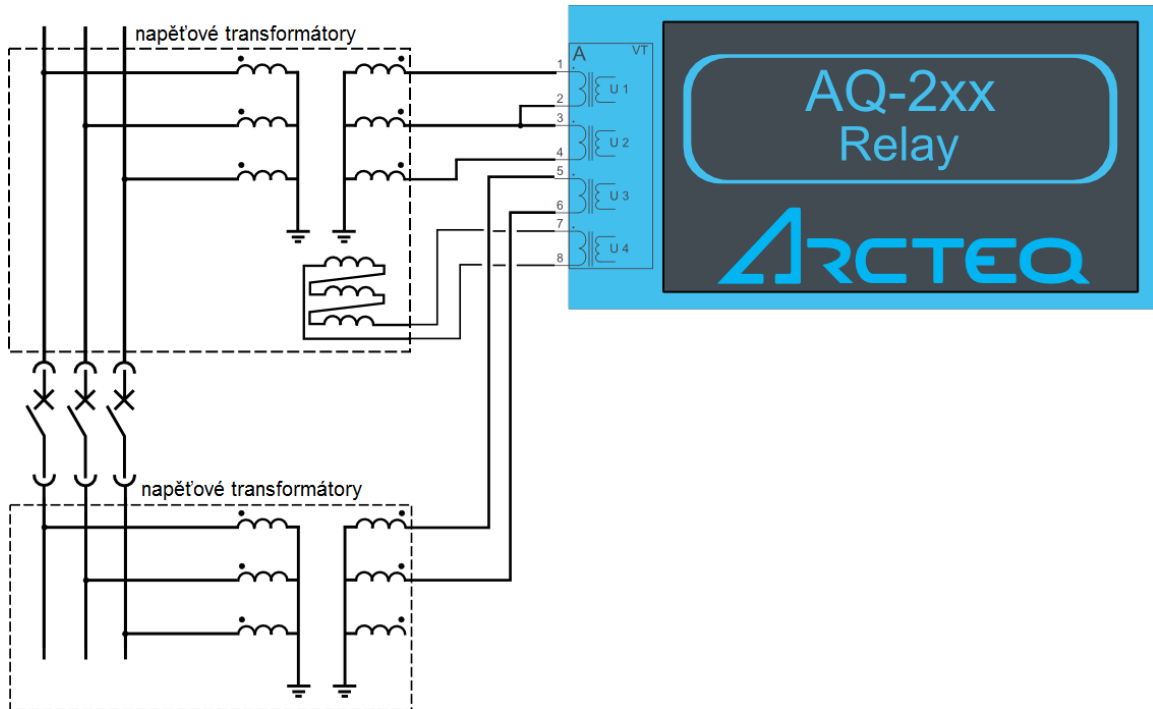 napěťové transformátory
A VT
1
U 1
2
3
U 2
4
5
U 3
6
7
U 4
8
AQ-2xx
Relay
ARCTEQ
napěťové transformátory